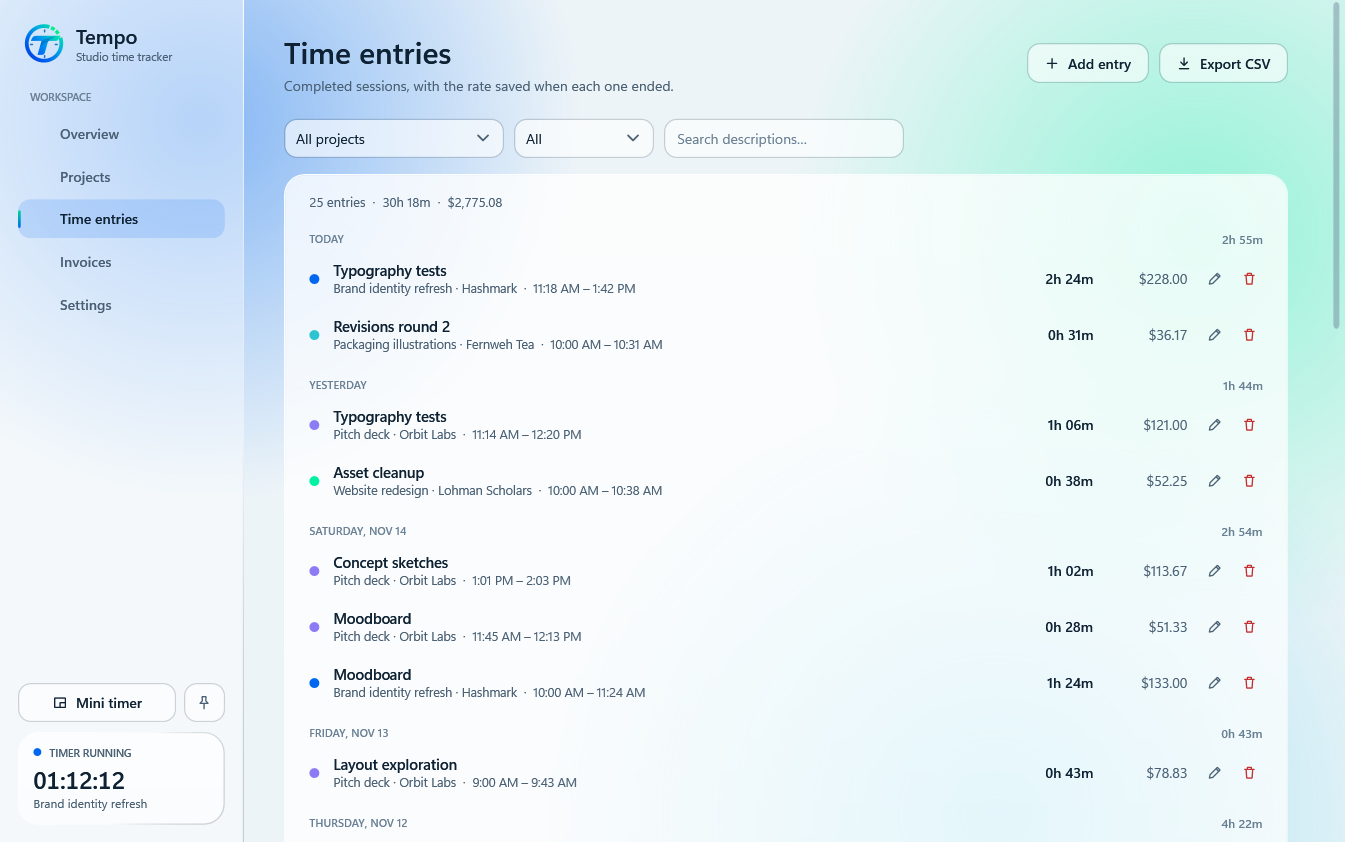 Tempo
Studio time tracker
WORKSPACE
Overview
Projects
Time entries
Invoices
Settings
Mini timer
TIMER RUNNING
01:12:12
Brand identity refresh
Time entries
Completed sessions, with the rate saved when each one ended.
Add entry
Export CSV
All projects
All
Search descriptions...
25 entries · 30h 18m · $2,775.08
TODAY 2h 55m
Typography tests
Brand identity refresh · Hashmark · 11:18 AM – 1:42 PM
2h 24m $228.00
Revisions round 2
Packaging illustrations · Fernweh Tea · 10:00 AM – 10:31 AM
0h 31m $36.17
YESTERDAY 1h 44m
Typography tests
Pitch deck · Orbit Labs · 11:14 AM – 12:20 PM
1h 06m $121.00
Asset cleanup
Website redesign · Lohman Scholars · 10:00 AM – 10:38 AM
0h 38m $52.25
SATURDAY, NOV 14 2h 54m
Concept sketches
Pitch deck · Orbit Labs · 1:01 PM – 2:03 PM
1h 02m $113.67
Moodboard
Pitch deck · Orbit Labs · 11:45 AM – 12:13 PM
0h 28m $51.33
Moodboard
Brand identity refresh · Hashmark · 10:00 AM – 11:24 AM
1h 24m $133.00
FRIDAY, NOV 13 0h 43m
Layout exploration
Pitch deck · Orbit Labs · 9:00 AM – 9:43 AM
0h 43m $78.83
THURSDAY, NOV 12 4h 22m